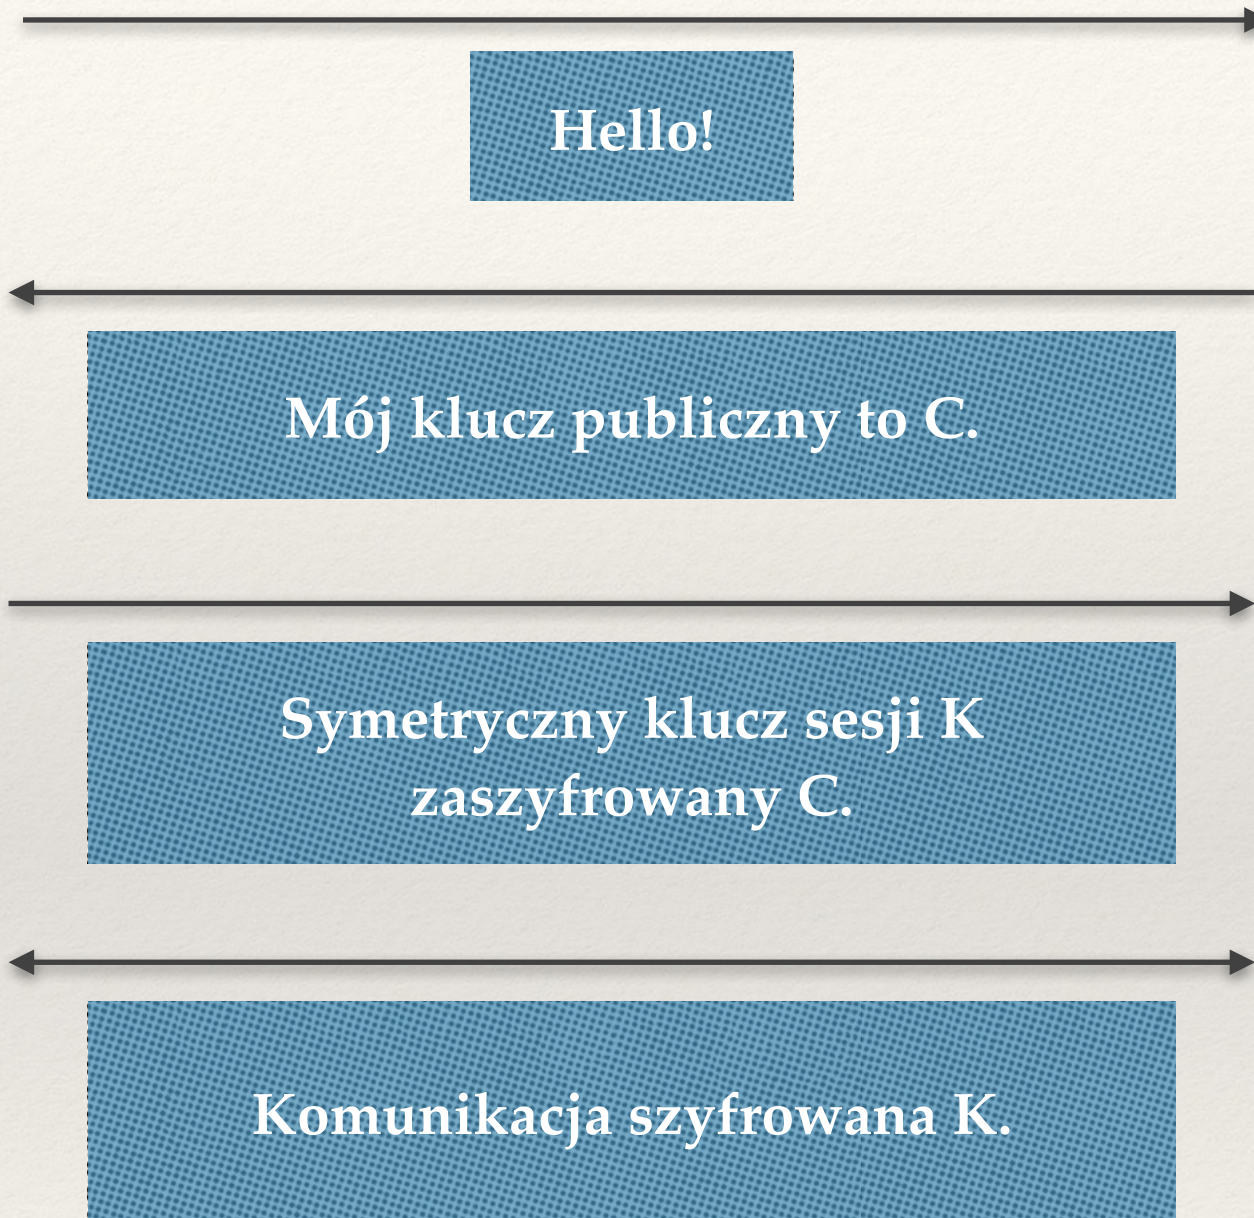 Hello!
Mój klucz publiczny to C.
Symetryczny klucz sesji K
zaszyfrowany C.
Komunikacja szyfrowana K.